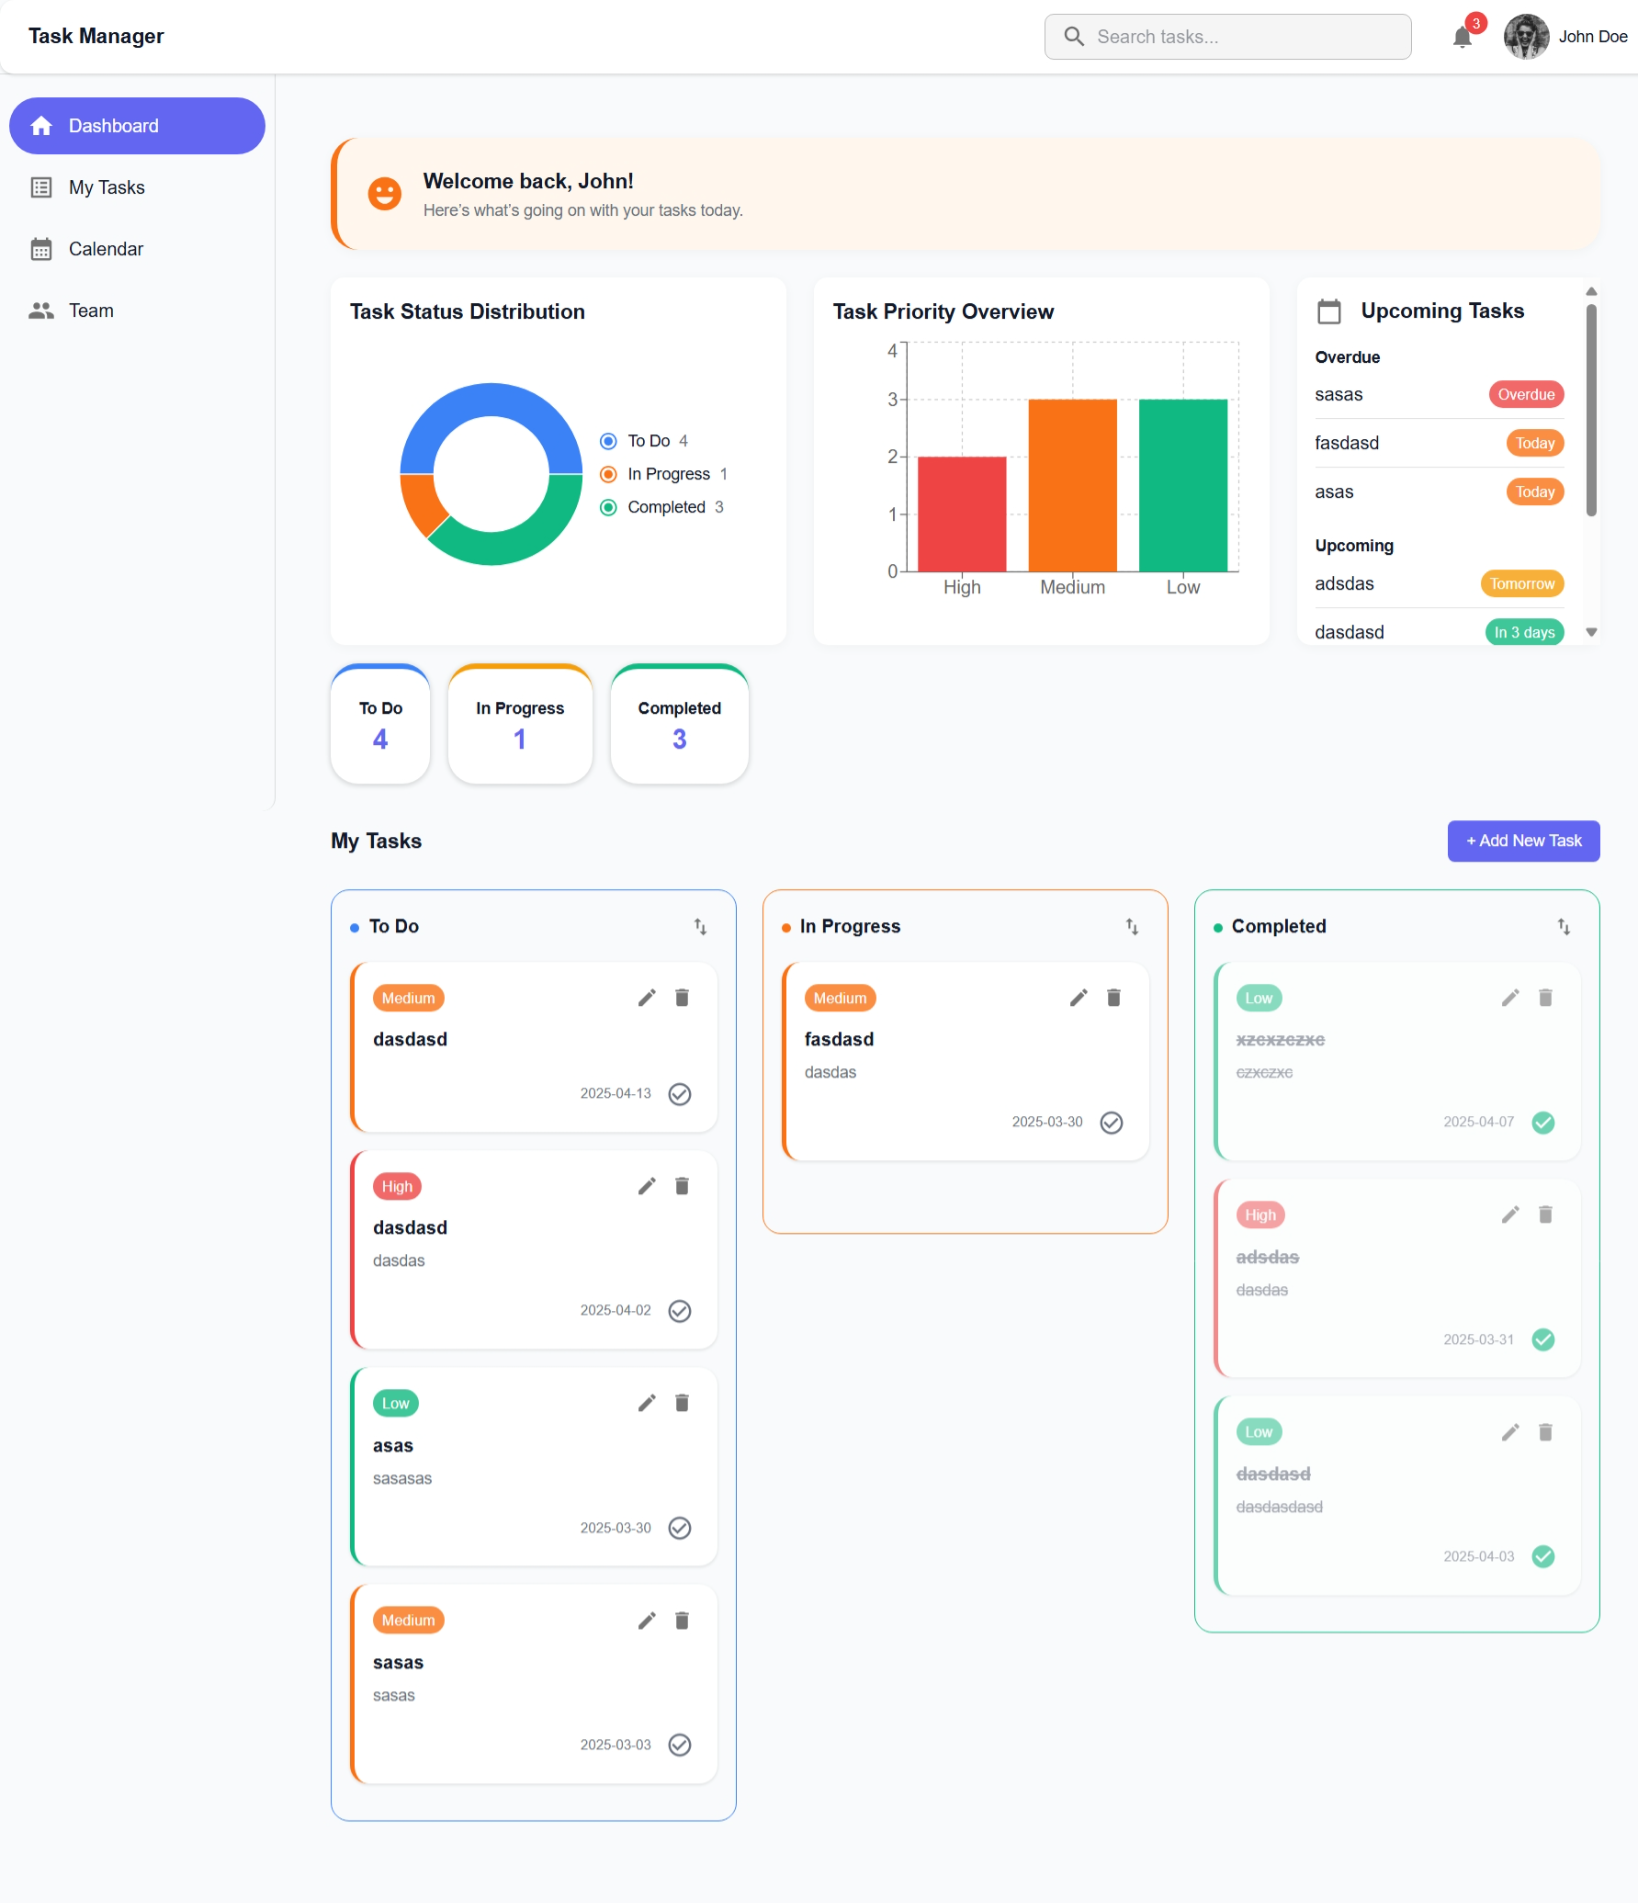 Task Manager
Search tasks...
3
John Doe
Dashboard
My Tasks
Calendar
Team
Welcome back, John!
Here's what's going on with your tasks today.
Task Status Distribution
To Do 4
In Progress 1
Completed 3
Task Priority Overview
4
3
2
1
0
High Medium Low
Upcoming Tasks
Overdue
sasas Overdue
fasdasd Today
asas Today
Upcoming
adsdas Tomorrow
dasdasd In 3 days
To Do
4
In Progress
1
Completed
3
My Tasks
+ Add New Task
To Do
Medium
dasdasd
2025-04-13
High
dasdasd
dasdas
2025-04-02
Low
asas
sasasas
2025-03-30
Medium
sasas
sasas
2025-03-03
In Progress
Medium
fasdasd
dasdas
2025-03-30
Completed
Low
xzcxzczxc
czxczxc
2025-04-07
High
adsdas
dasdas
2025-03-31
Low
dasdasd
dasdasdasd
2025-04-03